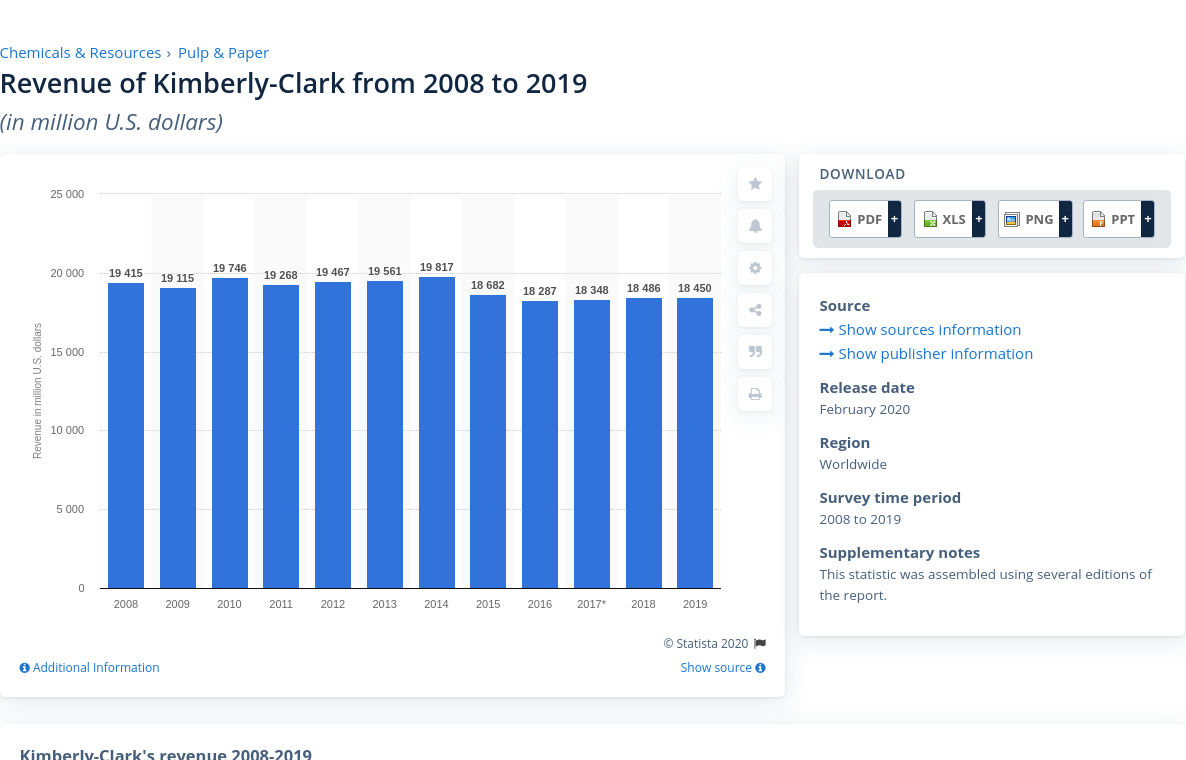 Chemicals & Resources › Pulp & Paper
Revenue of Kimberly-Clark from 2008 to 2019
(in million U.S. dollars)
25 000
20 000
15 000
10 000
5 000
0
Revenue in million U.S. dollars
19 415
19 115
19 746
19 268
19 467
19 561
19 817
18 682
18 287
18 348
18 486
18 450
2008 2009 2010 2011 2012 2013 2014 2015 2016 2017* 2018 2019
© Statista 2020
Additional Information
Show source
DOWNLOAD
PDF + XLS + PNG + PPT +
Source
Show sources information
Show publisher information
Release date
February 2020
Region
Worldwide
Survey time period
2008 to 2019
Supplementary notes
This statistic was assembled using several editions of
the report.
Kimberly-Clark's revenue 2008-2019